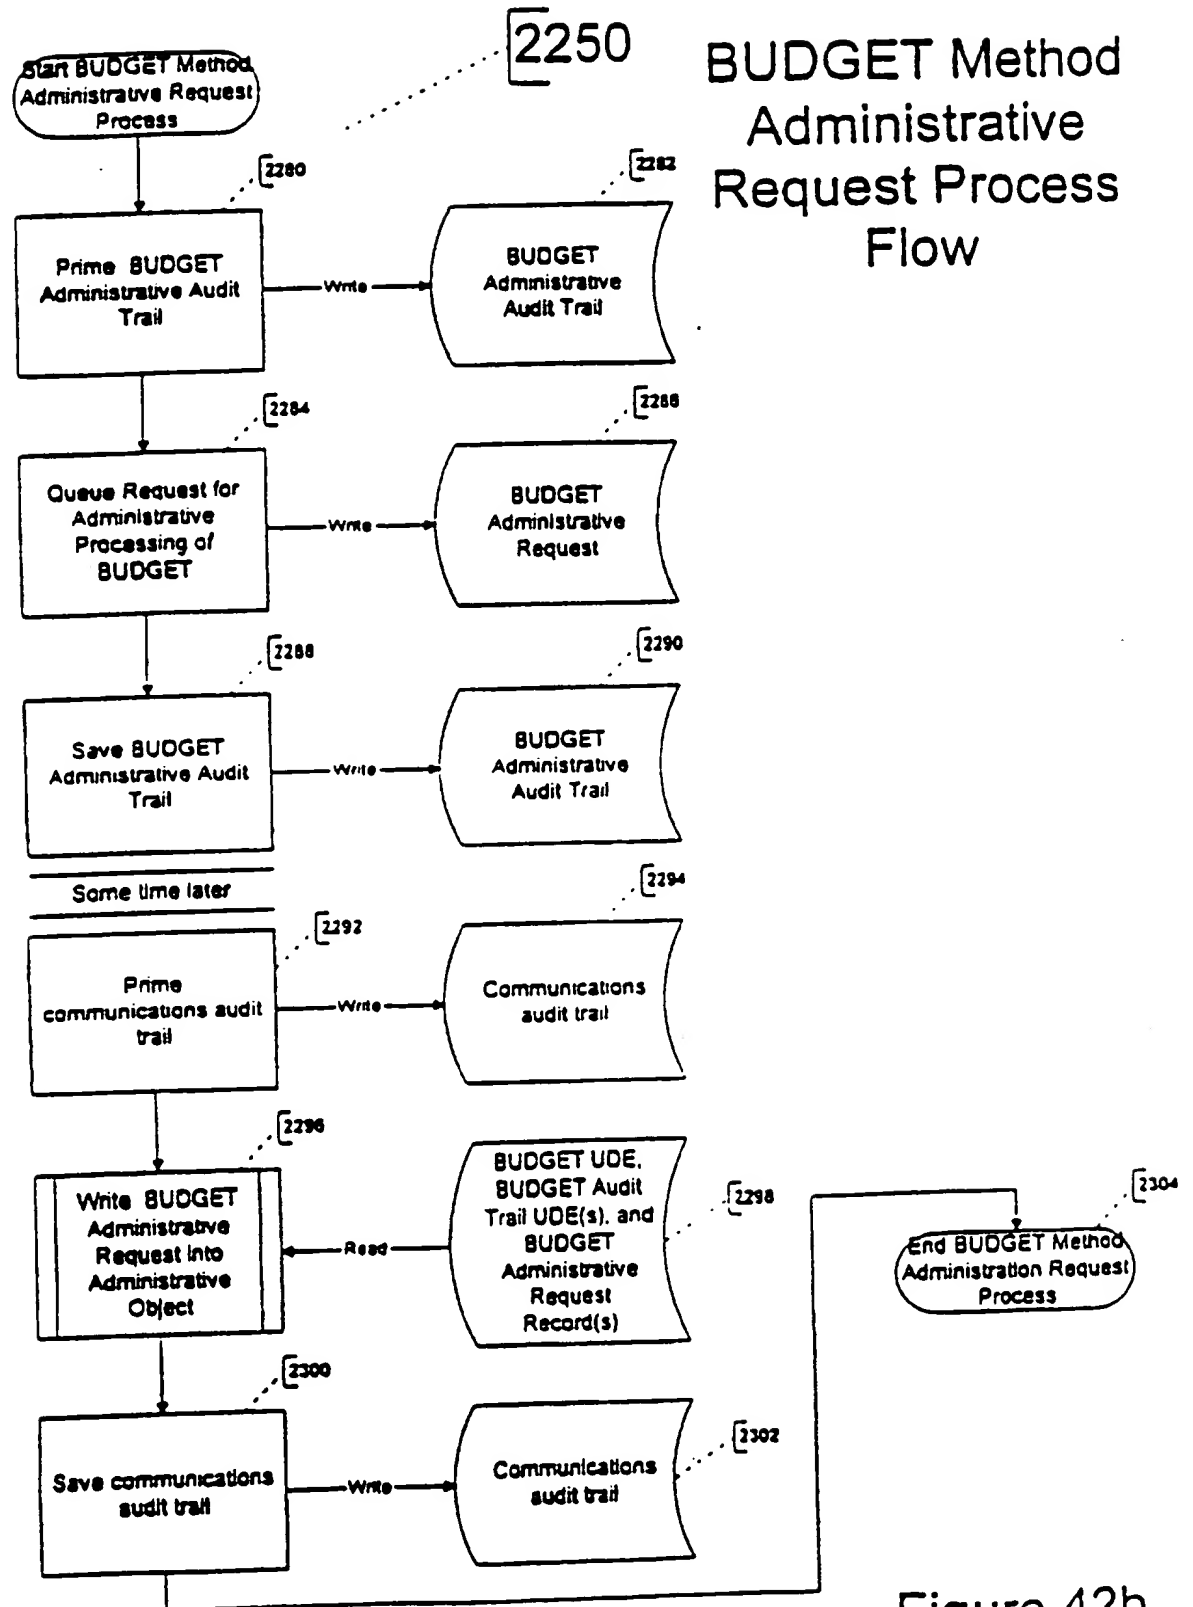 2250
BUDGET Method
Administrative
Request Process
Flow
Start BUDGET Method
Administrative Request
Process
2280
Prime BUDGET
Administrative Audit
Trail
Write
2282
BUDGET
Administrative
Audit Trail
2284
Queue Request for
Administrative
Processing of
BUDGET
Write
2286
BUDGET
Administrative
Request
2288
Save BUDGET
Administrative Audit
Trail
Write
2290
BUDGET
Administrative
Audit Trail
Some time later
2292
Prime
communications audit
trail
Write
2294
Communications
audit trail
2296
Write BUDGET
Administrative
Request into
Administrative
Object
Read
2298
BUDGET UDE,
BUDGET Audit
Trail UDE(s), and
BUDGET
Administrative
Request
Record(s)
2300
Save communications
audit trail
Write
2302
Communications
audit trail
2304
End BUDGET Method
Administration Request
Process
Figure 42b